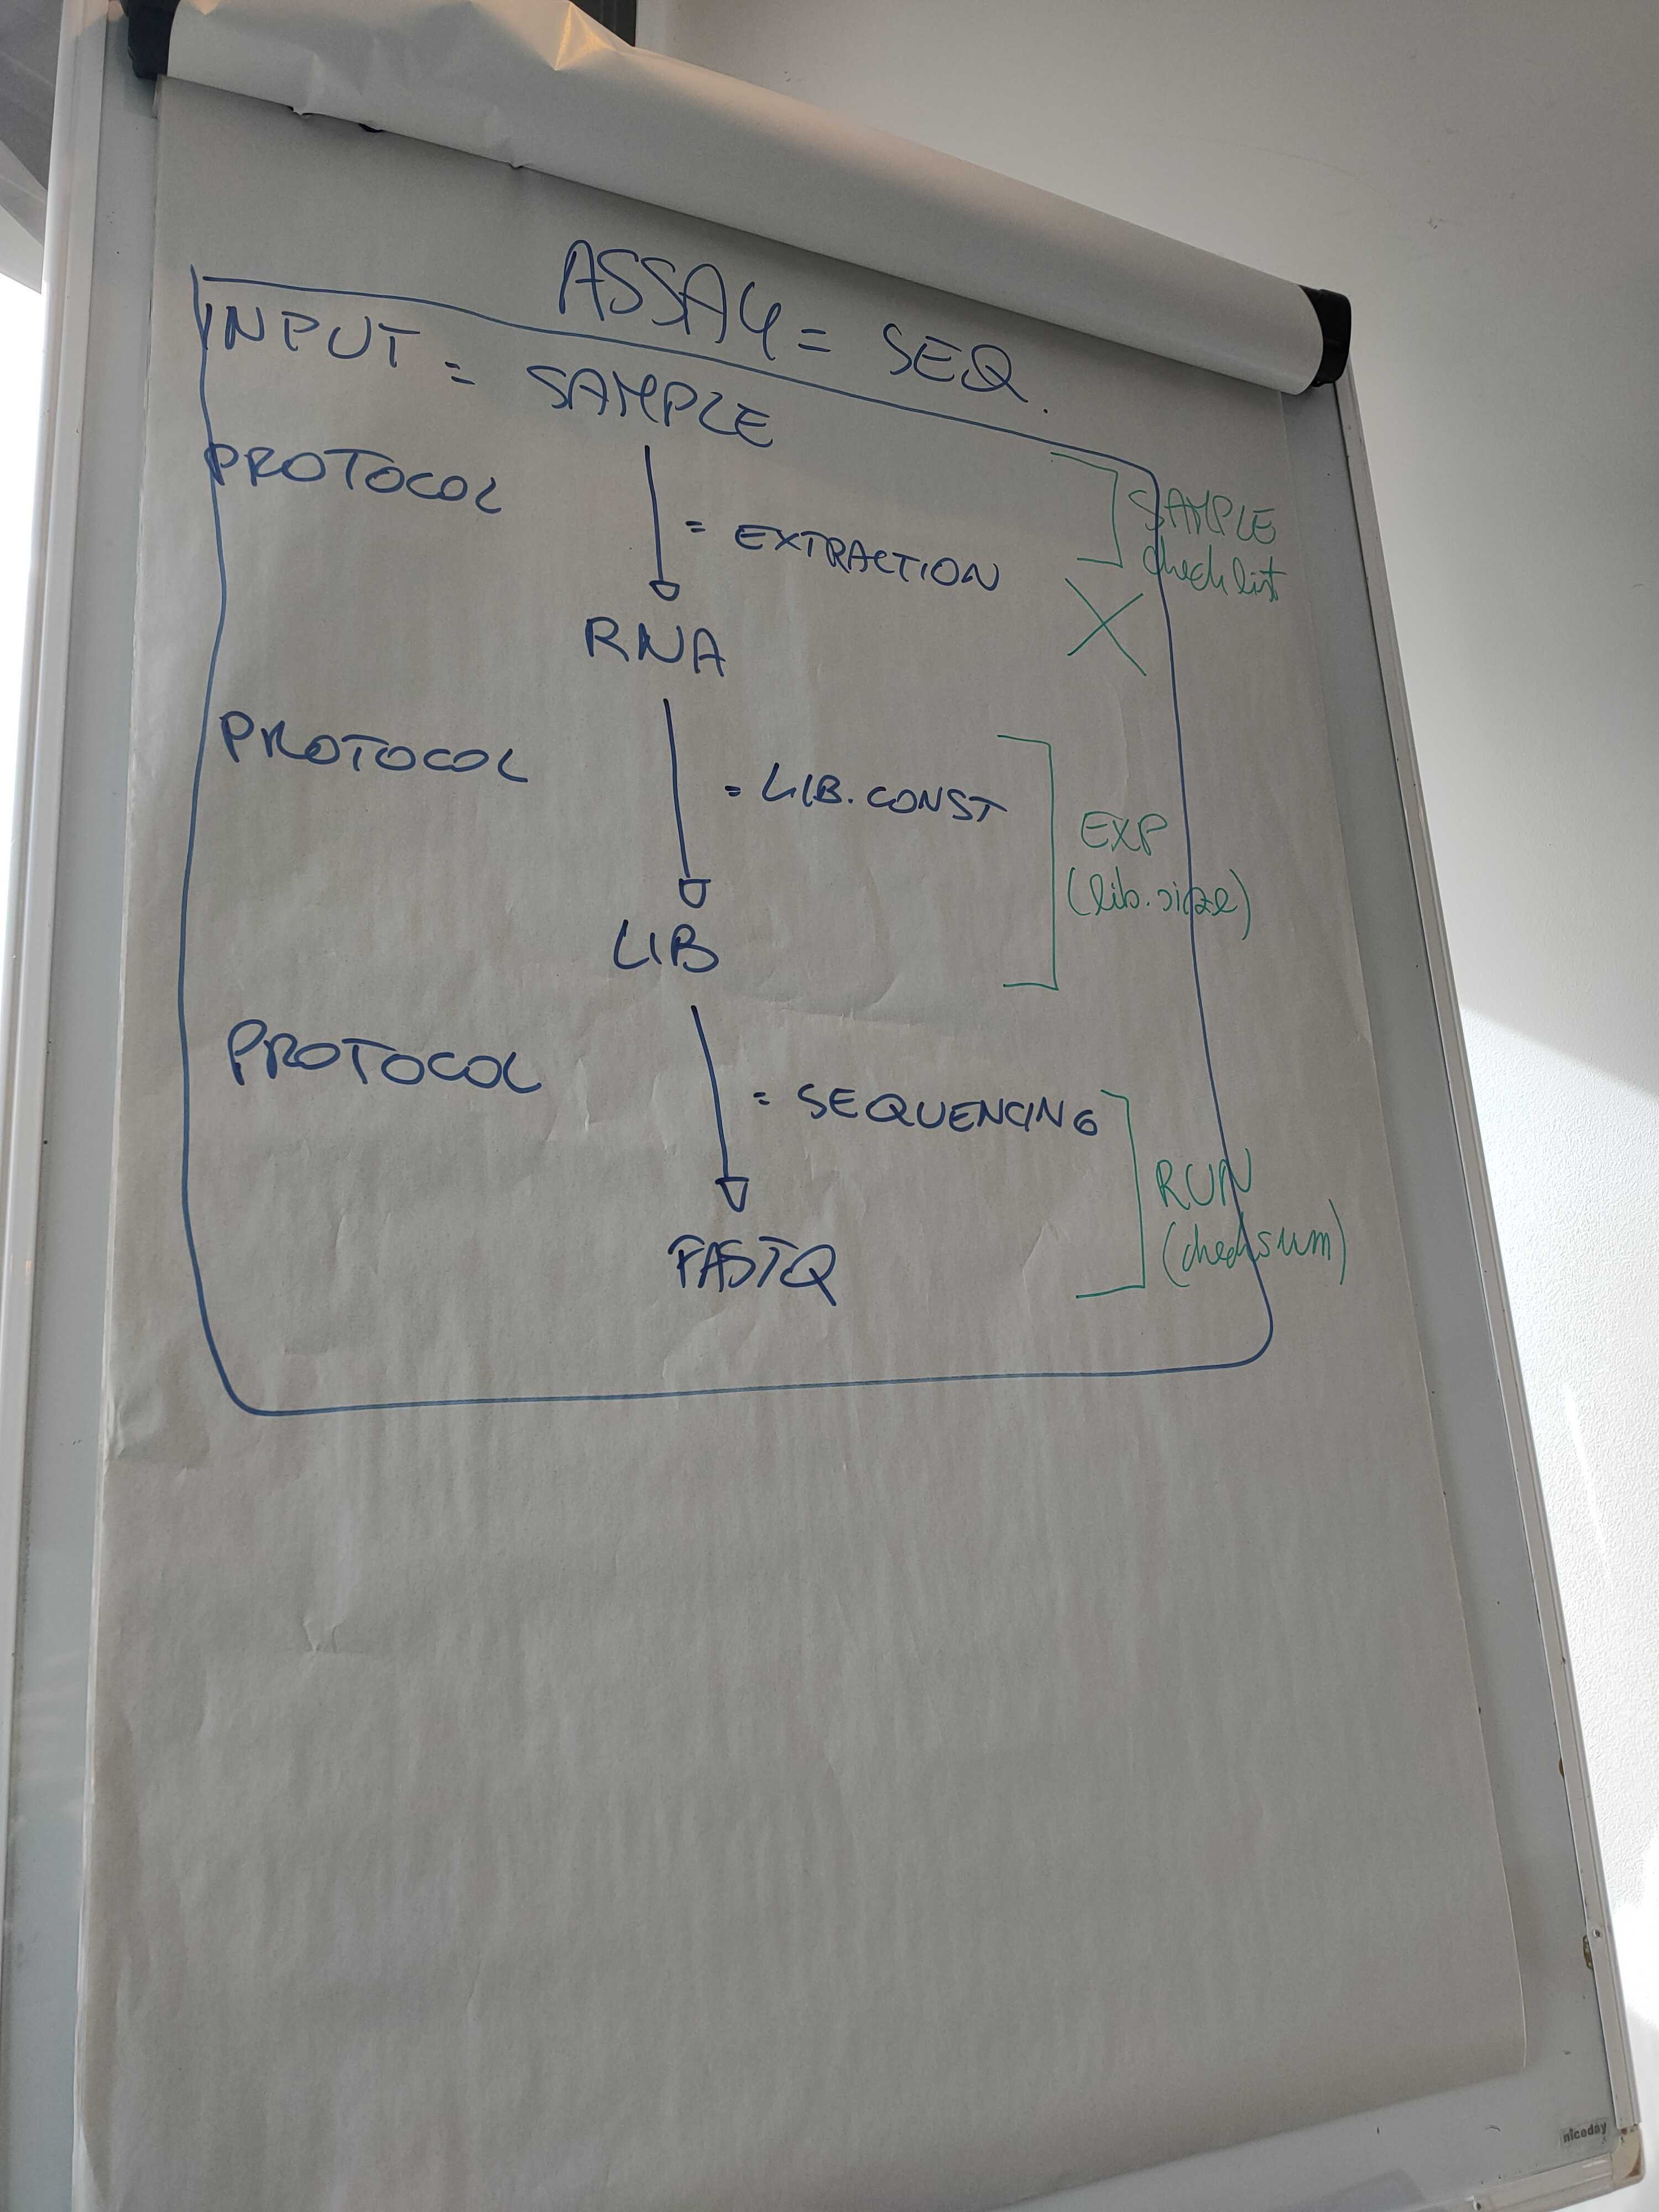 ASSAY = SEQ.
INPUT = SAMPLE
PROTOCOL
= EXTRACTION
SAMPLE
checklist
X
RNA
PROTOCOL
= LIB. CONST
EXP
(lib. size)
LIB
PROTOCOL
= SEQUENCING
RUN
(checksum)
FASTQ
niceday